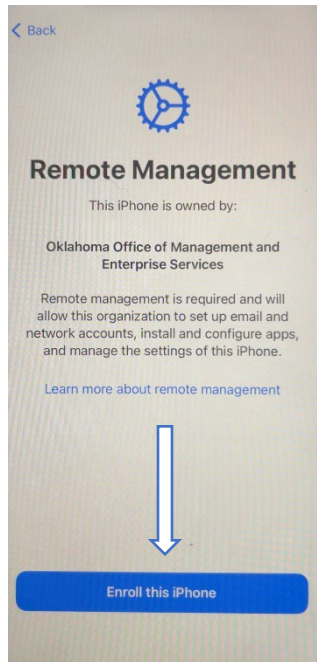 Back
Remote Management
This iPhone is owned by:
Oklahoma Office of Management and
Enterprise Services
Remote management is required and will
allow this organization to set up email and
network accounts, install and configure apps,
and manage the settings of this iPhone.
Learn more about remote management
Enroll this iPhone